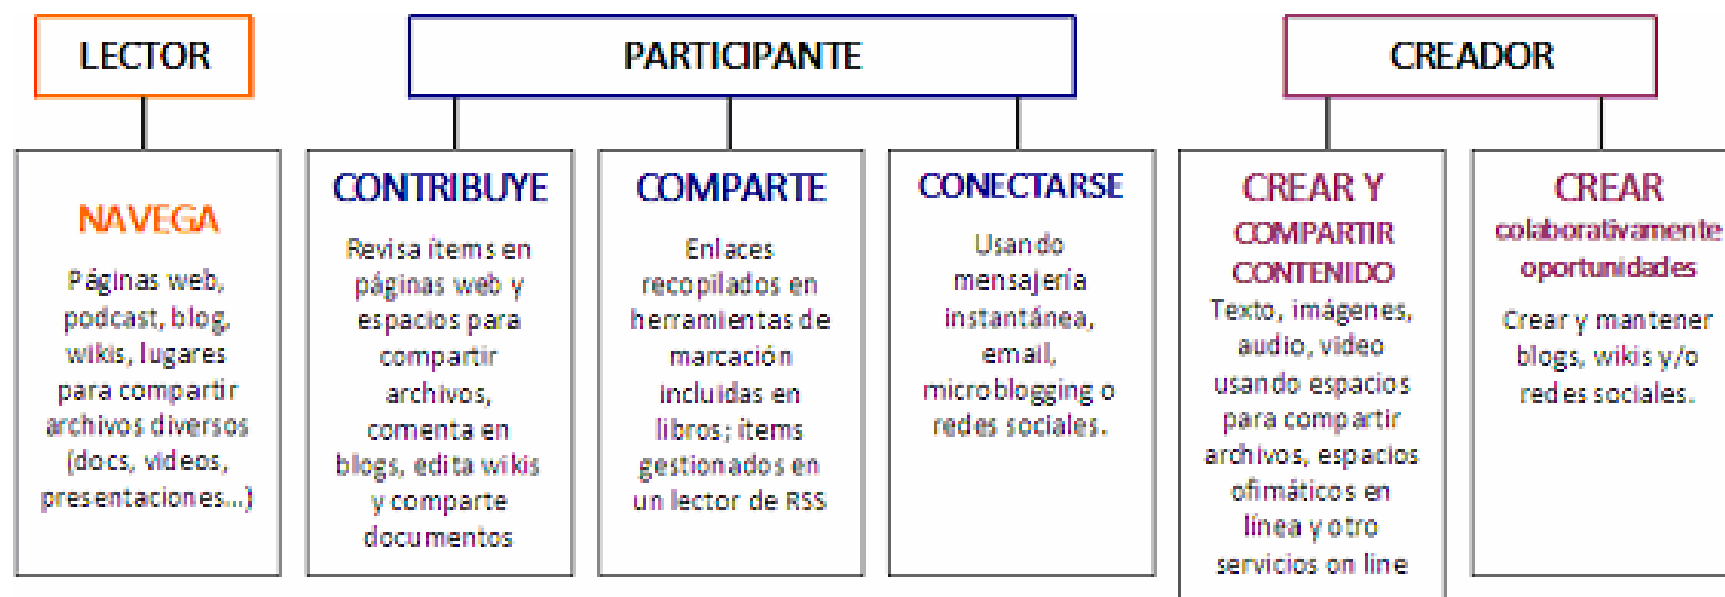 LECTOR
NAVEGA
Páginas web,
podcast, blog,
wikis, lugares
para compartir
archivos diversos
(docs, videos,
presentaciones...)
PARTICIPANTE
CONTRIBUYE
Revisa ítems en
páginas web y
espacios para
compartir
archivos,
comenta en
blogs, edita wikis
y comparte
documentos
COMPARTE
Enlaces
recopilados en
herramientas de
marcación
incluidas en
libros; ítems
gestionados en
un lector de RSS
CONECTARSE
Usando
mensajería
instantánea,
email,
microblogging o
redes sociales.
CREADOR
CREAR Y
COMPARTIR
CONTENIDO
Texto, imágenes,
audio, video
usando espacios
para compartir
archivos, espacios
ofimáticos en
línea y otro
servicios on line
CREAR
colaborativamente
oportunidades
Crear y mantener
blogs, wikis y/o
redes sociales.